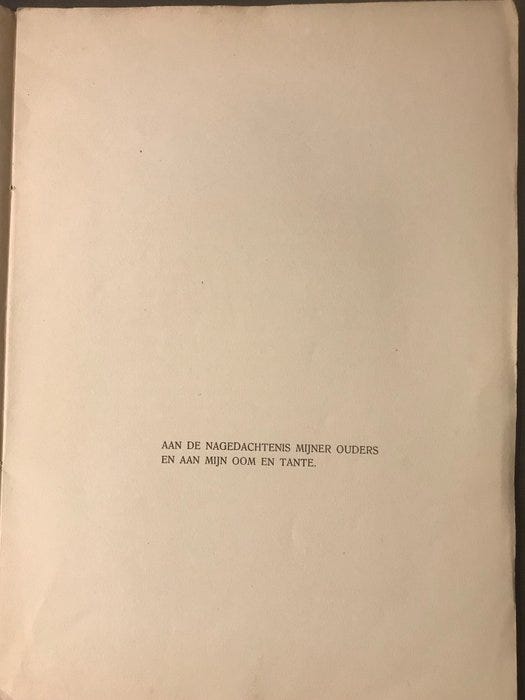 AAN DE NAGEDACHTENIS MIJNER OUDERS
EN AAN MIJN OOM EN TANTE.